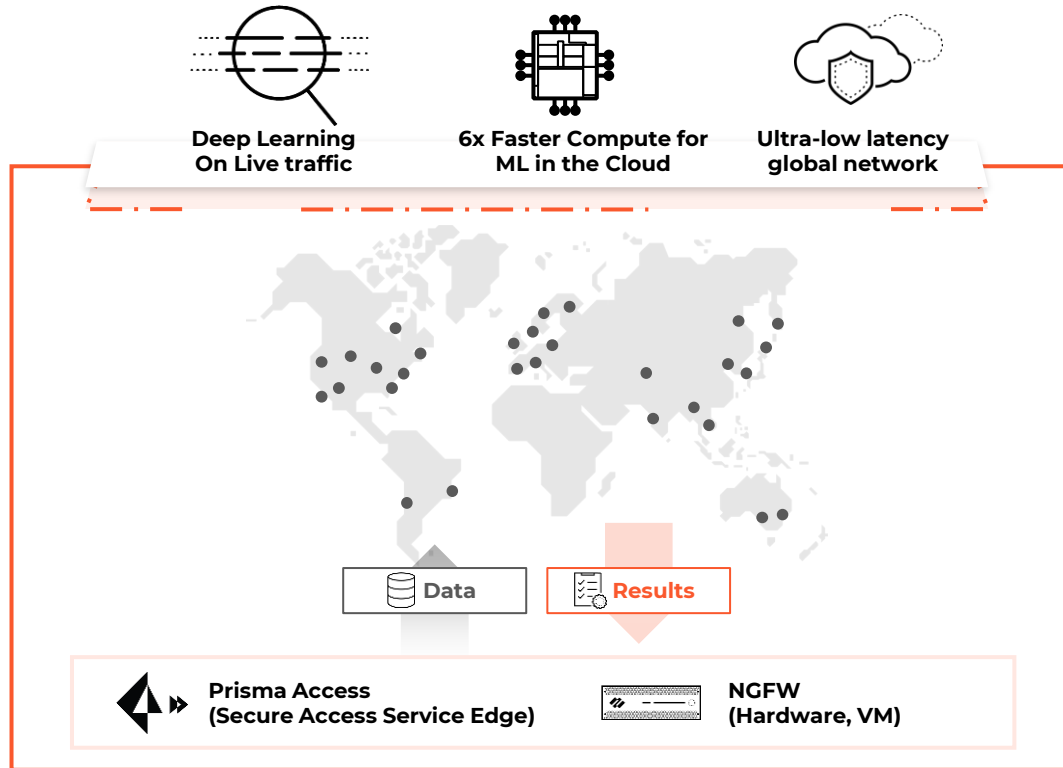 Deep Learning
On Live traffic
6x Faster Compute for
ML in the Cloud
Ultra-low latency
global network
Data
Results
Prisma Access
(Secure Access Service Edge)
NGFW
(Hardware, VM)